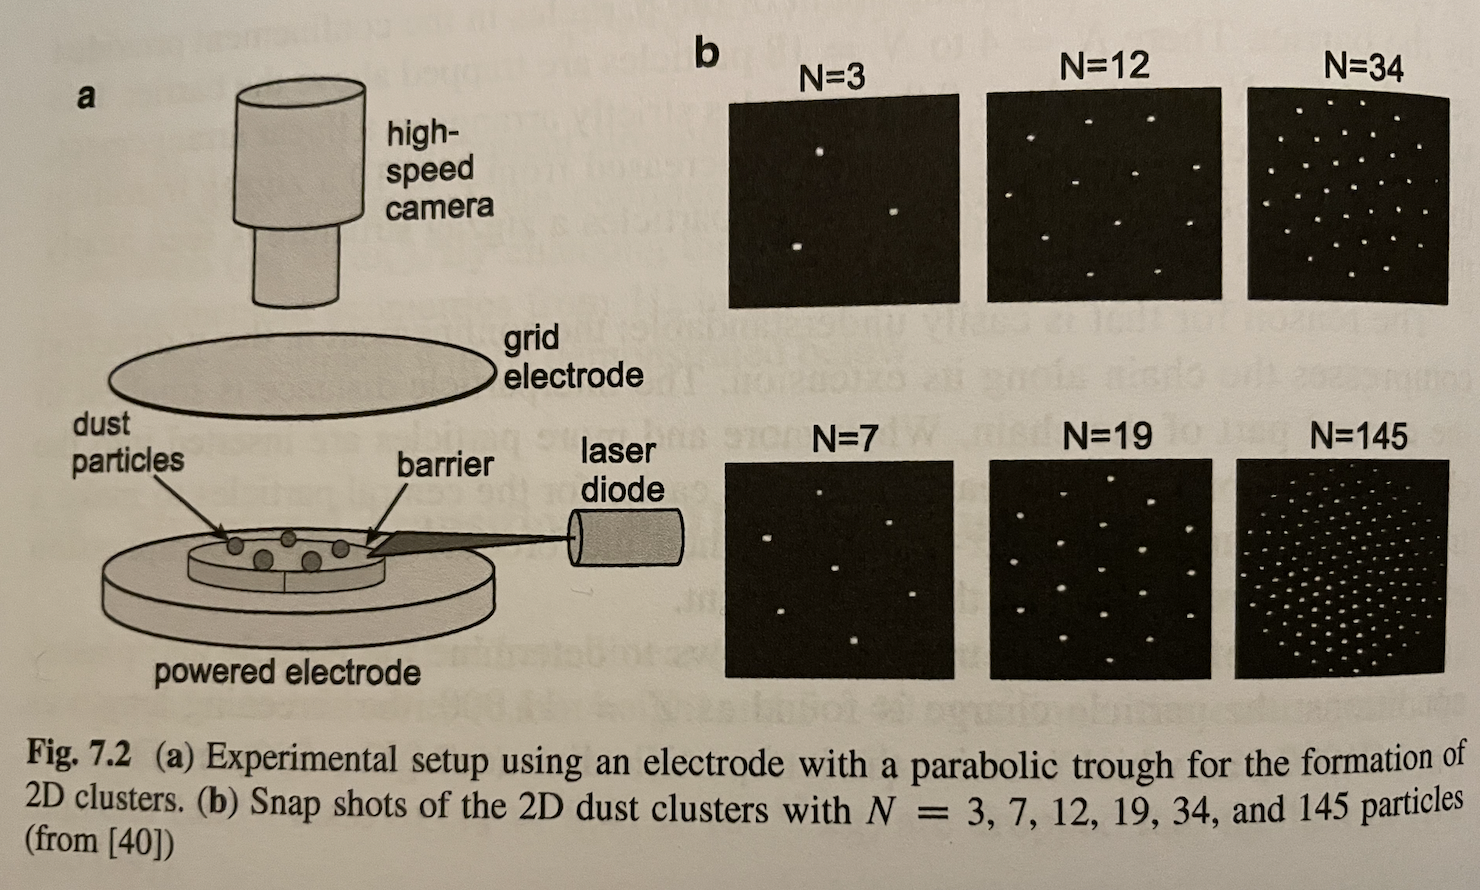 a
high-
speed
camera
grid
electrode
dust
particles
barrier
laser
diode
powered electrode
b
N=3
N=12
N=34
N=7
N=19
N=145
Fig. 7.2 (a) Experimental setup using an electrode with a parabolic trough for the formation of
2D clusters. (b) Snap shots of the 2D dust clusters with N = 3, 7, 12, 19, 34, and 145 particles
(from [40])